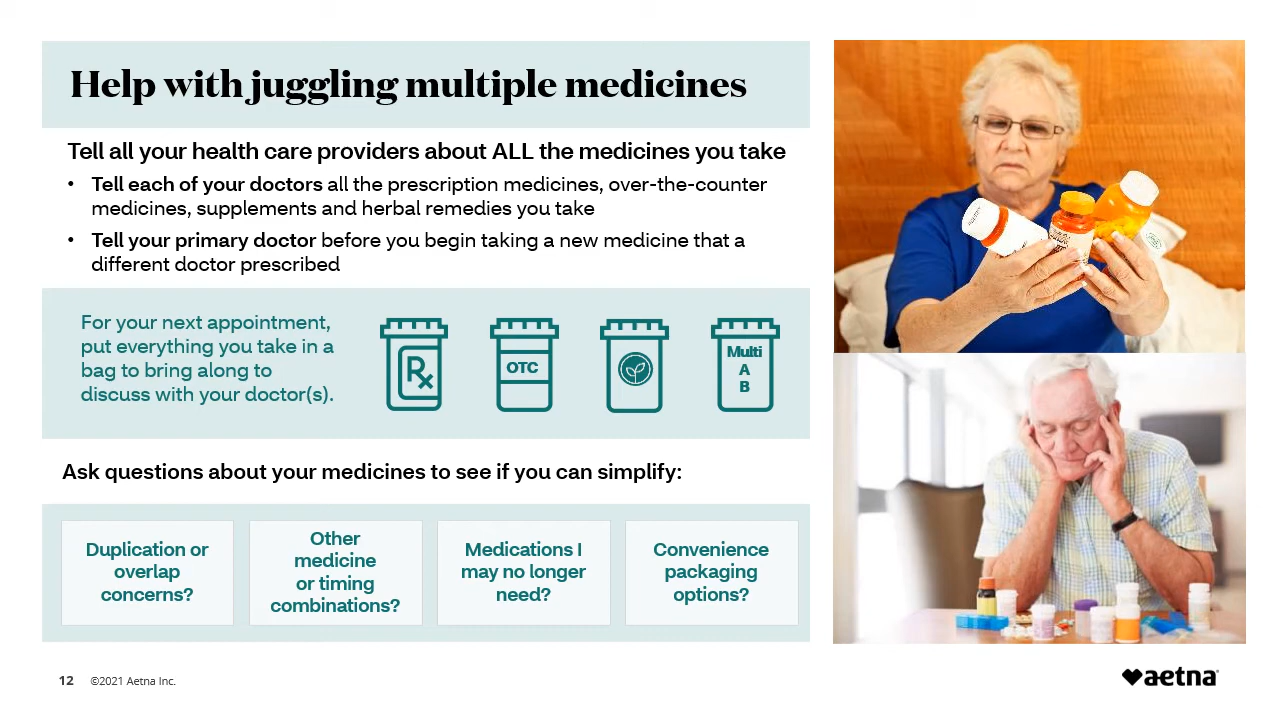 Help with juggling multiple medicines
Tell all your health care providers about ALL the medicines you take
• Tell each of your doctors all the prescription medicines, over-the-counter
medicines, supplements and herbal remedies you take
• Tell your primary doctor before you begin taking a new medicine that a
different doctor prescribed
For your next appointment,
put everything you take in a
bag to bring along to
discuss with your doctor(s).
Rx
OTC
Multi
A
B
Ask questions about your medicines to see if you can simplify:
Duplication or
overlap
concerns?
Other
medicine
or timing
combinations?
Medications I
may no longer
need?
Convenience
packaging
options?
12 ©2021 Aetna Inc.
aetna